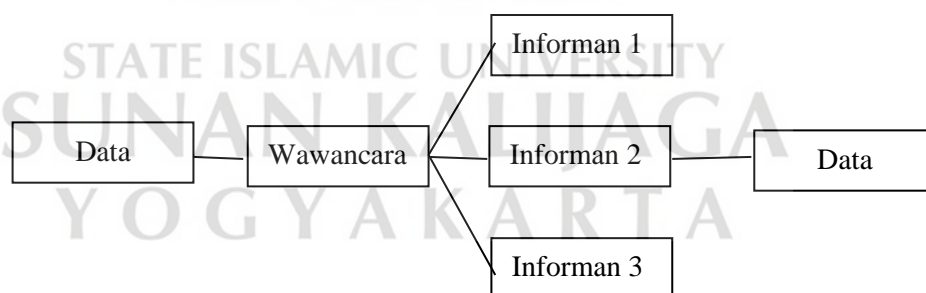 Informan 1
STATE ISLAMIC UNIVERSITY
SUNAN KALIJAGA
Data
Wawancara
Informan 2
Data
YOGYAKARTA
Informan 3